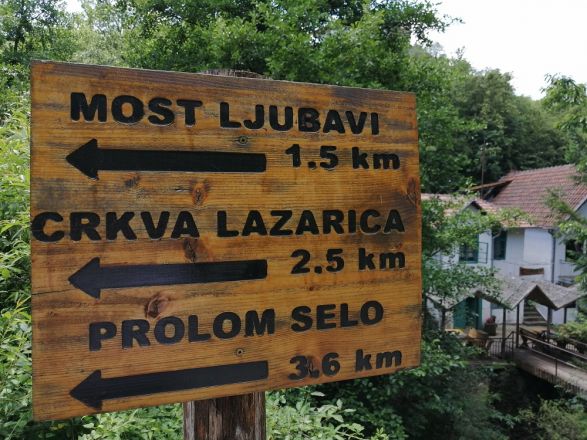 MOST LJUBAVI
1.5 km
CRKVA LAZARICA
2.5 km
PROLOM SELO
3.6 km